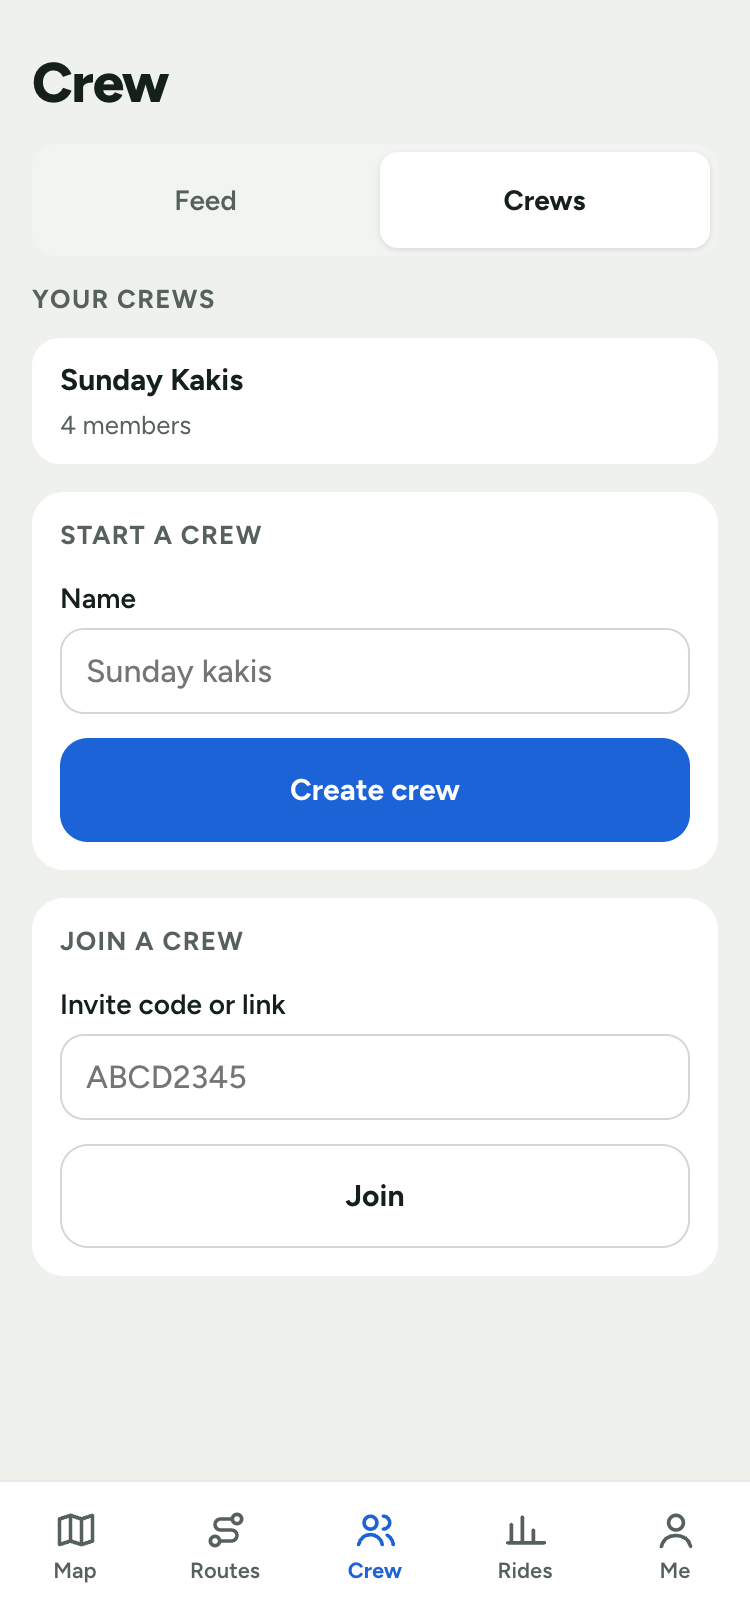 Crew
Feed
Crews
YOUR CREWS
Sunday Kakis
4 members
START A CREW
Name
Sunday kakis
Create crew
JOIN A CREW
Invite code or link
ABCD2345
Join
Map
Routes
Crew
Rides
Me